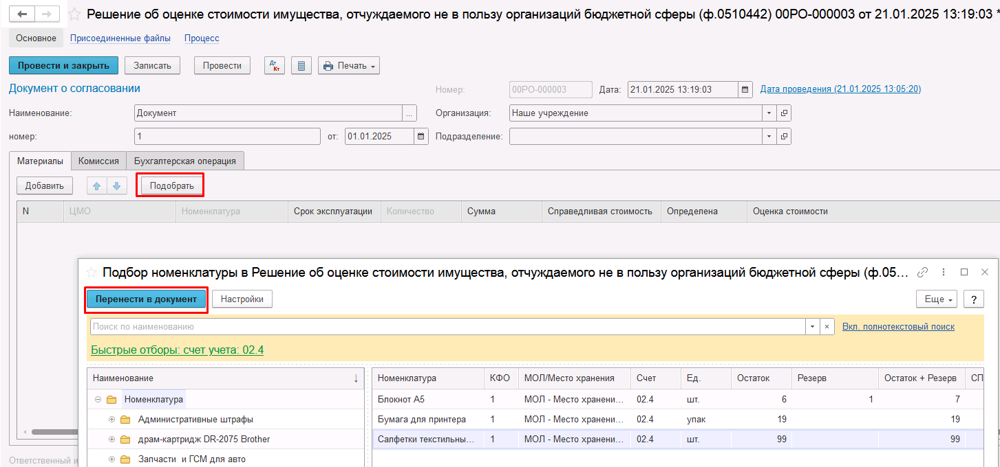 Решение об оценке стоимости имущества, отчуждаемого не в пользу организаций бюджетной сферы (ф.0510442) 00РО-000003 от 21.01.2025 13:19:03 *
Основное Присоединенные файлы Процесс
Провести и закрыть Записать Провести Дт Кт Печать
Документ о согласовании Номер: 00РО-000003 Дата: 21.01.2025 13:19:03 Дата проведения (21.01.2025 13:05:20)
Наименование: Документ ... Организация: Наше учреждение
номер: 1 от: 01.01.2025 Подразделение:
Материалы Комиссия Бухгалтерская операция
Добавить Подобрать
N ЦМО Номенклатура Срок эксплуатации Количество Сумма Справедливая стоимость Определена Оценка стоимости
Подбор номенклатуры в Решение об оценке стоимости имущества, отчуждаемого не в пользу организаций бюджетной сферы (ф.05...
Перенести в документ Настройки Еще ?
Поиск по наименованию Вкл. полнотекстовый поиск
Быстрые отборы: счет учета: 02.4
Наименование ↓ Номенклатура КФО МОЛ/Место хранения Счет Ед. Остаток Резерв Остаток + Резерв СП
Номенклатура Блокнот А5 1 МОЛ - Место хранени... 02.4 шт. 6 1 7
Административные штрафы Бумага для принтера 1 МОЛ - Место хранени... 02.4 упак 19 19
драм-картридж DR-2075 Brother Салфетки текстильны... 1 МОЛ - Место хранени... 02.4 шт. 99 99
Запчасти и ГСМ для авто
Ответственный и